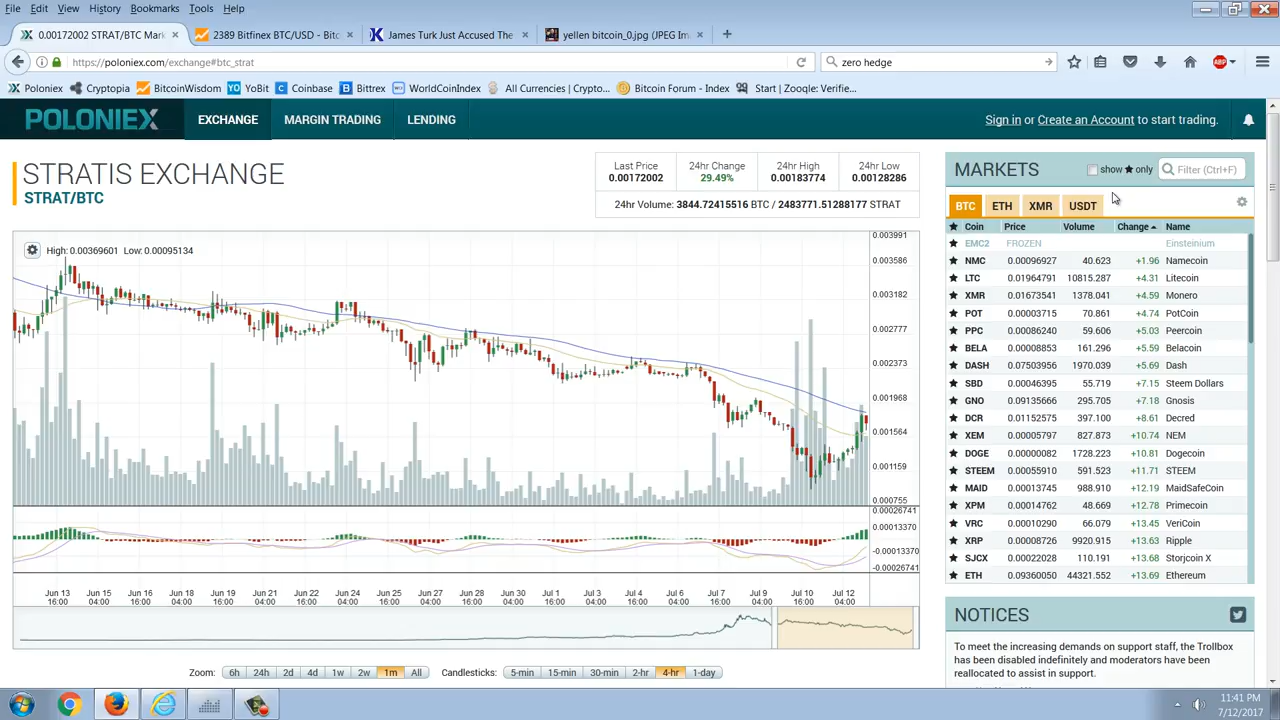 File Edit View History Bookmarks Tools Help
0.00172002 STRAT/BTC Mark × 2389 Bitfinex BTC/USD - Bitc × James Turk Just Accused The × yellen bitcoin_0.jpg (JPEG Im × +
https://poloniex.com/exchange#btc_strat zero hedge ABP
Poloniex Cryptopia BitcoinWisdom YO YoBit Coinbase B Bittrex WorldCoinIndex All Currencies | Crypto... Bitcoin Forum - Index Start | Zooqle: Verifie...
POLONIEX EXCHANGE MARGIN TRADING LENDING Sign in or Create an Account to start trading.
STRATIS EXCHANGE
STRAT/BTC
Last Price 24hr Change 24hr High 24hr Low
0.00172002 29.49% 0.00183774 0.00128286
24hr Volume: 3844.72415516 BTC / 2483771.51288177 STRAT
High: 0.00369601 Low: 0.00095134
0.003991
0.003586
0.003182
0.002777
0.002373
0.001968
0.001564
0.001159
0.000755
0.00026741
0.00013370
-0.00013370
-0.00026741
Jun 13 Jun 15 Jun 16 Jun 18 Jun 19 Jun 21 Jun 22 Jun 24 Jun 25 Jun 27 Jun 28 Jun 30 Jul 1 Jul 3 Jul 4 Jul 6 Jul 7 Jul 9 Jul 10 Jul 12
16:00 04:00 16:00 04:00 16:00 04:00 16:00 04:00 16:00 04:00 16:00 04:00 16:00 04:00 16:00 04:00 16:00 04:00 16:00 04:00
Zoom: 6h 24h 2d 4d 1w 2w 1m All Candlesticks: 5-min 15-min 30-min 2-hr 4-hr 1-day
MARKETS show ★ only Filter (Ctrl+F)
BTC ETH XMR USDT
★ Coin Price Volume Change Name
★ EMC2 FROZEN Einsteinium
★ NMC 0.00096927 40.623 +1.96 Namecoin
★ LTC 0.01964791 10815.287 +4.31 Litecoin
★ XMR 0.01673541 1378.041 +4.59 Monero
★ POT 0.00003715 70.861 +4.74 PotCoin
★ PPC 0.00086240 59.606 +5.03 Peercoin
★ BELA 0.00008853 161.296 +5.59 Belacoin
★ DASH 0.07503956 1970.039 +5.69 Dash
★ SBD 0.00046395 55.719 +7.15 Steem Dollars
★ GNO 0.09135666 295.705 +7.18 Gnosis
★ DCR 0.01152575 397.100 +8.61 Decred
★ XEM 0.00005797 827.873 +10.74 NEM
★ DOGE 0.00000082 1728.223 +10.81 Dogecoin
★ STEEM 0.00055910 591.523 +11.71 STEEM
★ MAID 0.00013745 988.910 +12.19 MaidSafeCoin
★ XPM 0.00014762 48.669 +12.78 Primecoin
★ VRC 0.00010290 66.079 +13.45 VeriCoin
★ XRP 0.00008726 9920.915 +13.63 Ripple
★ SJCX 0.00022028 110.191 +13.68 Storjcoin X
★ ETH 0.09360050 44321.552 +13.69 Ethereum
NOTICES
To meet the increasing demands on support staff, the Trollbox
has been disabled indefinitely and moderators have been
reallocated to assist in support.
11:41 PM
7/12/2017